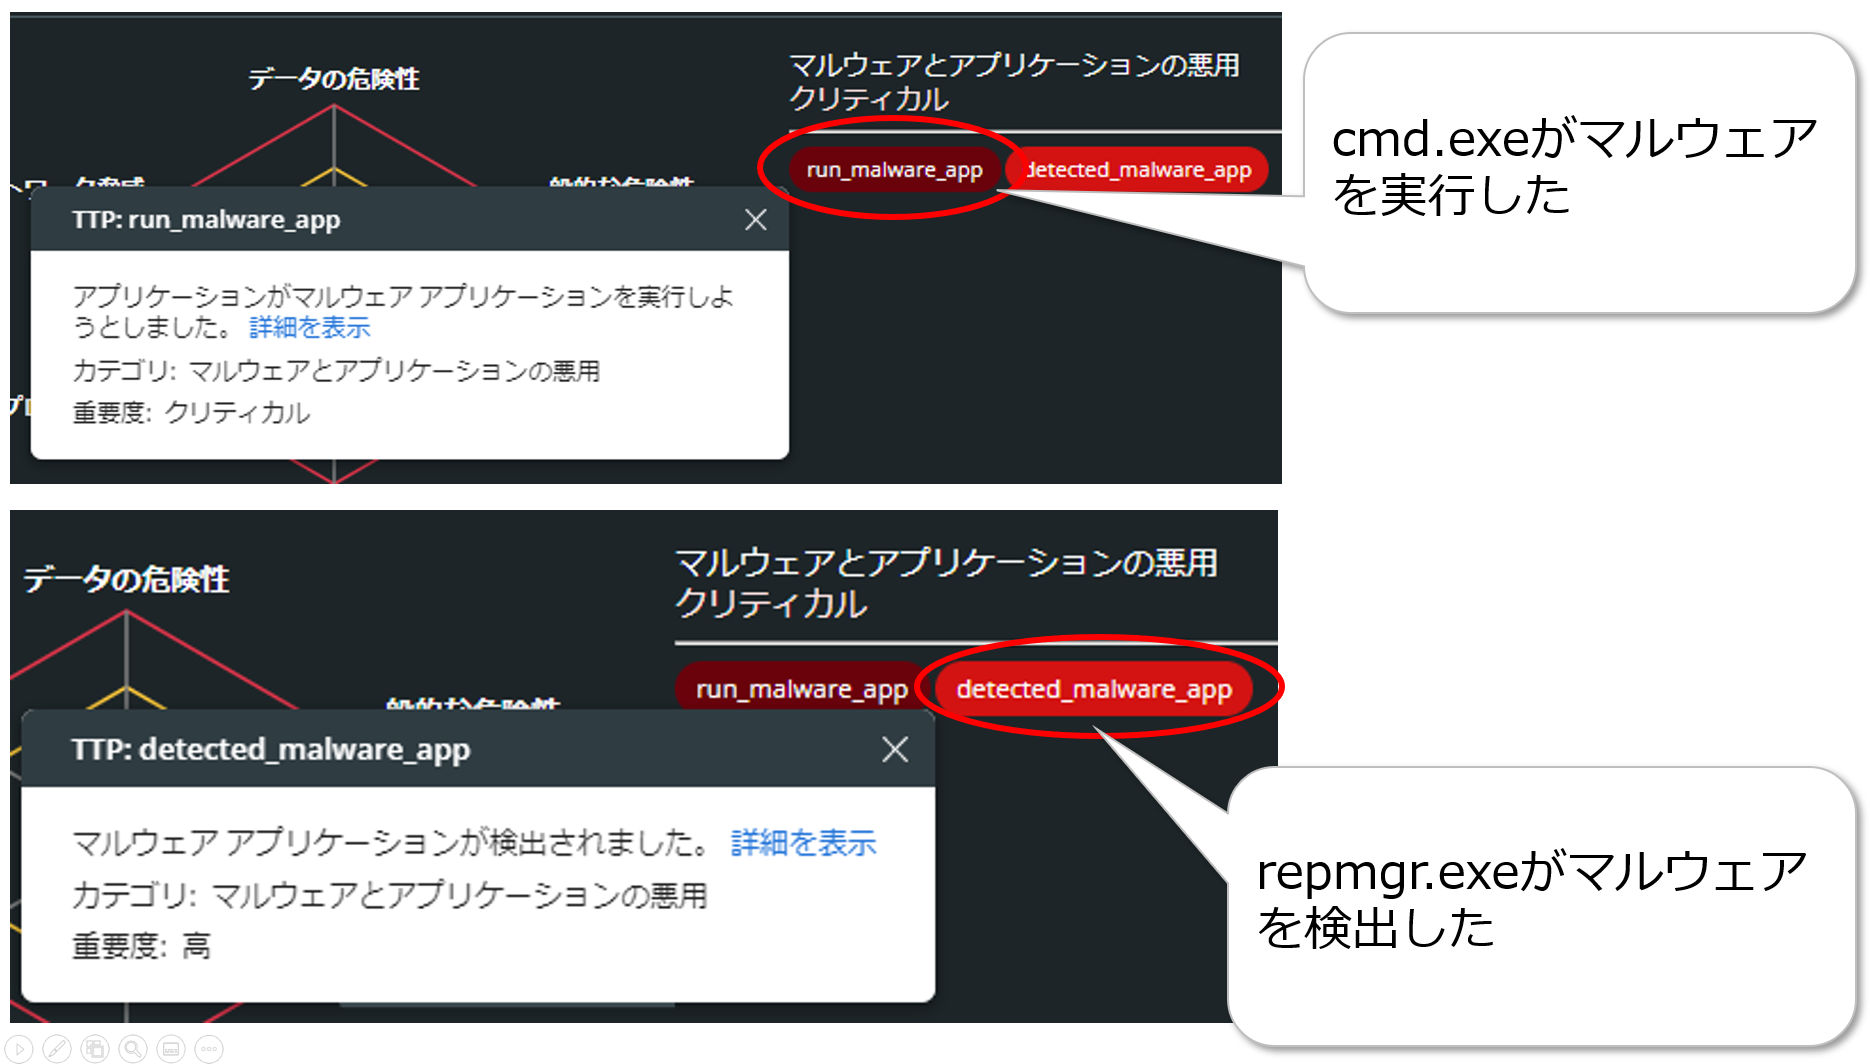 データの危険性
マルウェアとアプリケーションの悪用
クリティカル
run_malware_app
detected_malware_app
TTP: run_malware_app
アプリケーションがマルウェア アプリケーションを実行しよ
うとしました。 詳細を表示
カテゴリ: マルウェアとアプリケーションの悪用
重要度: クリティカル
cmd.exeがマルウェア
を実行した
データの危険性
マルウェアとアプリケーションの悪用
クリティカル
run_malware_app
detected_malware_app
TTP: detected_malware_app
マルウェア アプリケーションが検出されました。 詳細を表示
カテゴリ: マルウェアとアプリケーションの悪用
重要度: 高
repmgr.exeがマルウェア
を検出した